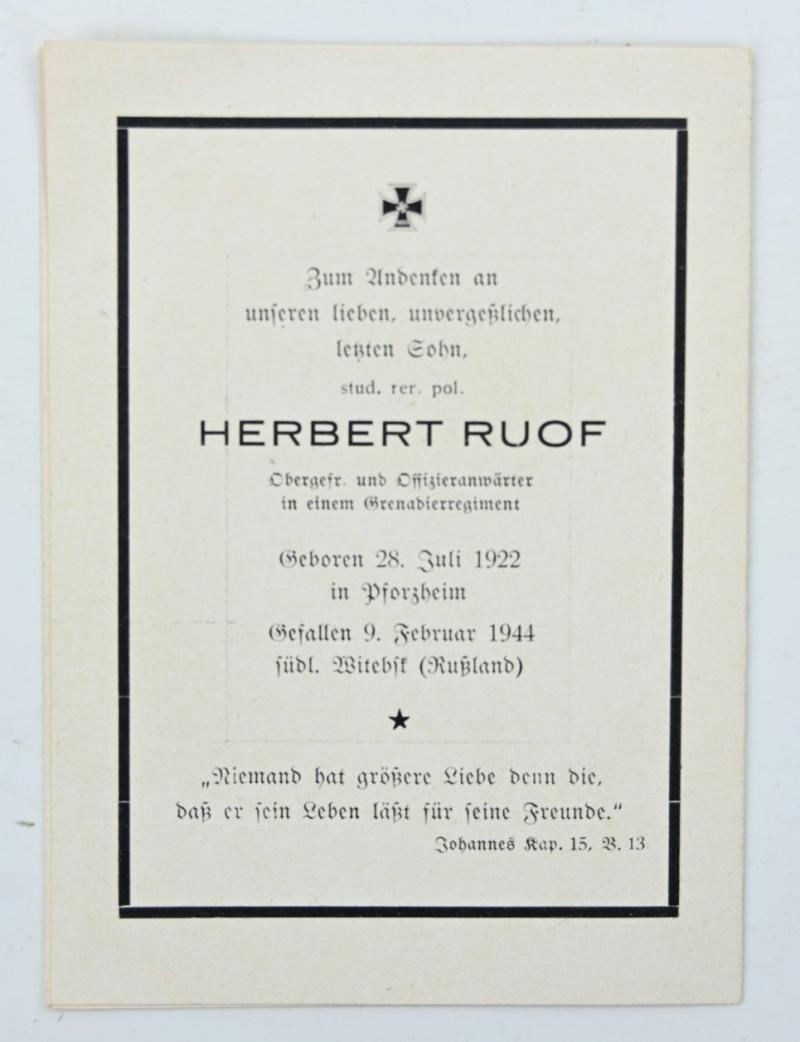 Zum Andenken an
unseren lieben, unvergeßlichen,
letzten Sohn,
stud. rer. pol.
HERBERT RUOF
Obergefr. und Offizieranwärter
in einem Grenadierregiment
Geboren 28. Juli 1922
in Pforzheim
Gefallen 9. Februar 1944
südl. Witebsk (Rußland)
„Niemand hat größere Liebe denn die,
daß er sein Leben läßt für seine Freunde.“
Johannes Kap. 15, V. 13